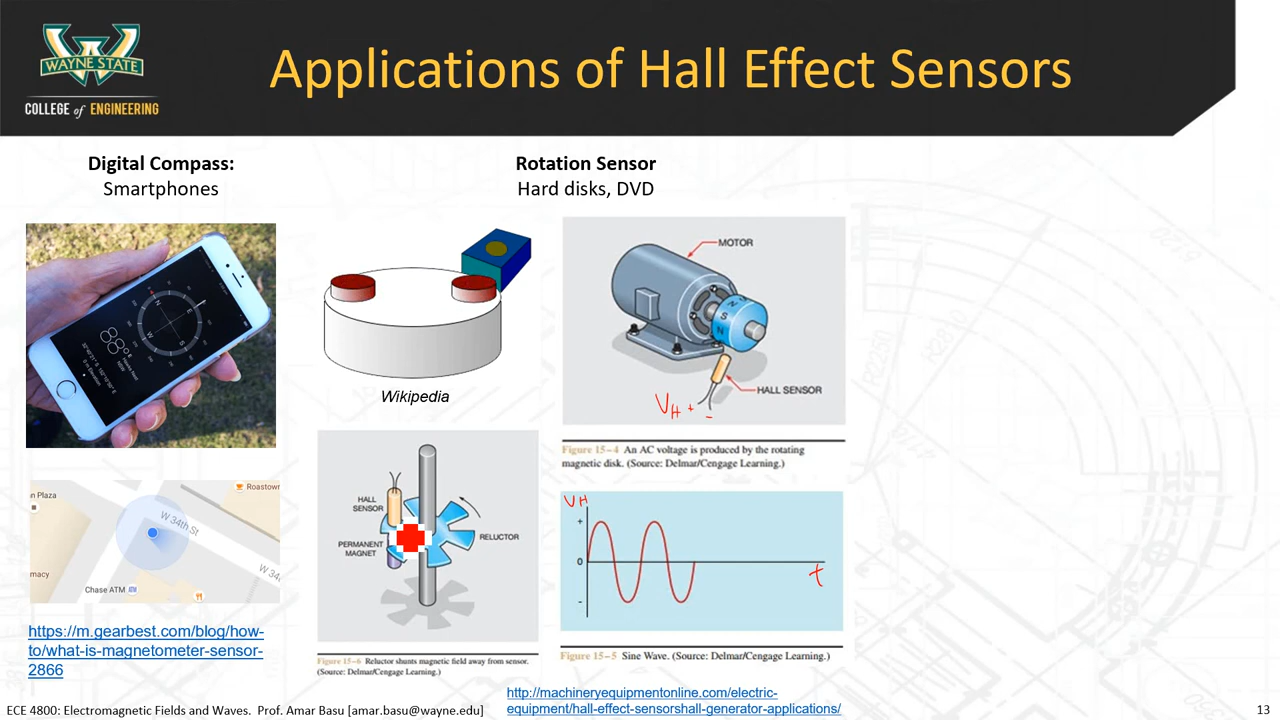 WAYNE STATE
COLLEGE of ENGINEERING
Applications of Hall Effect Sensors
Digital Compass:
Smartphones
Rotation Sensor
Hard disks, DVD
N
E
S
W
88°E
Wikipedia
MOTOR
N
S
N
HALL SENSOR
VH + -
Figure 15-4 An AC voltage is produced by the rotating
magnetic disk. (Source: Delmar/Cengage Learning.)
HALL
SENSOR
PERMANENT
MAGNET
RELUCTOR
Figure 15-6 Reluctor shunts magnetic field away from sensor.
(Source: Delmar/Cengage Learning.)
VH
+
0
-
t
Figure 15-5 Sine Wave. (Source: Delmar/Cengage Learning.)
n Plaza
Roastown
W 34th St
W 34
macy
Chase ATM
https://m.gearbest.com/blog/how-
to/what-is-magnetometer-sensor-
2866
http://machineryequipmentonline.com/electric-
equipment/hall-effect-sensorshall-generator-applications/
ECE 4800: Electromagnetic Fields and Waves. Prof. Amar Basu [amar.basu@wayne.edu]
13